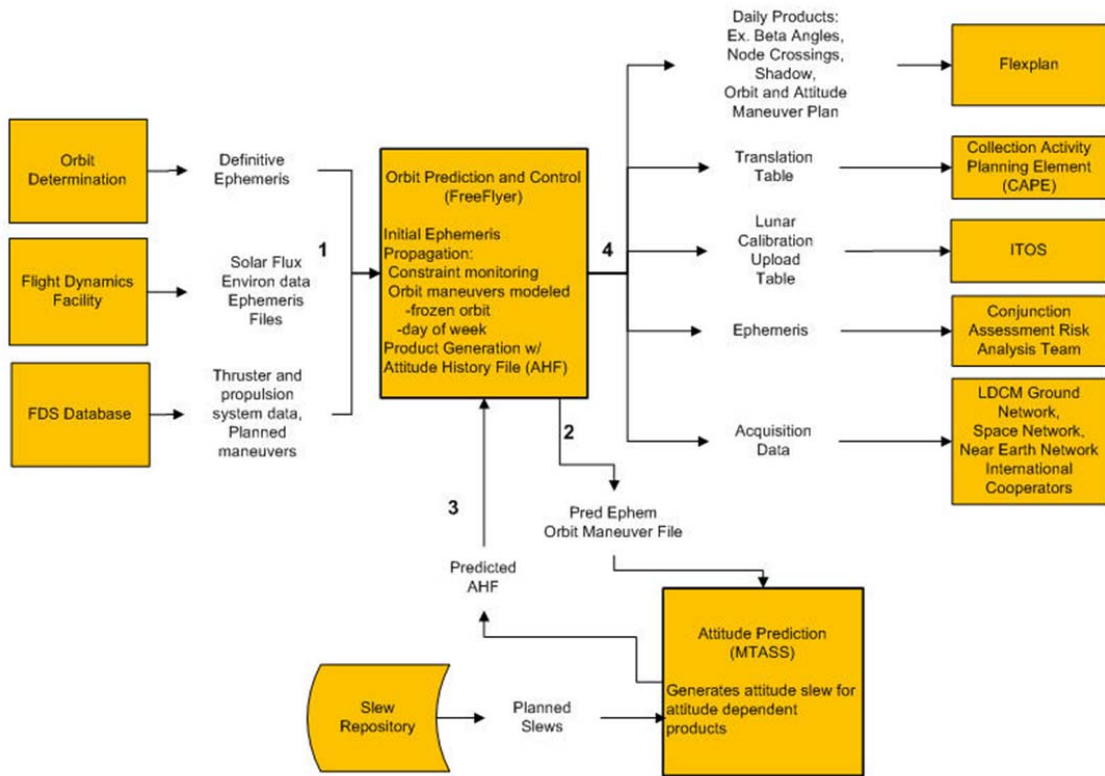 Daily Products:
Ex. Beta Angles,
Node Crossings,
Shadow,
Orbit and Attitude
Maneuver Plan
Flexplan
Orbit
Determination
Definitive
Ephemeris
Orbit Prediction and Control
(FreeFlyer)
Initial Ephemeris
Propagation:
Constraint monitoring
Orbit maneuvers modeled
-frozen orbit
-day of week
Product Generation w/
Attitude History File (AHF)
Translation
Table
Collection Activity
Planning Element
(CAPE)
1
4
Flight Dynamics
Facility
Solar Flux
Environ data
Ephemeris
Files
Lunar
Calibration
Upload
Table
ITOS
Ephemeris
Conjunction
Assessment Risk
Analysis Team
FDS Database
Thruster and
propulsion
system data,
Planned
maneuvers
Acquisition
Data
LDCM Ground
Network,
Space Network,
Near Earth Network
International
Cooperators
2
3
Pred Ephem
Orbit Maneuver File
Predicted
AHF
Attitude Prediction
(MTASS)
Generates attitude slew for
attitude dependent
products
Slew
Repository
Planned
Slews